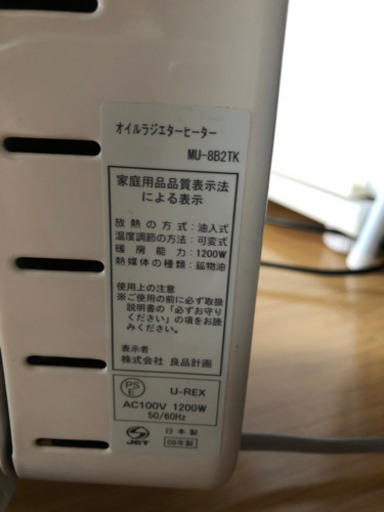 オイルラジエターヒーター
MU-8B2TK
家庭用品品質表示法
による表示
放熱の方式:油入式
温度調節の方法:可変式
暖房能力:1200W
熱媒体の種類:鉱物油
使用上の注意
※ご使用の前に必ず取扱
説明書の「必ずお守り
ください」の項をお読
みください。
表示者
株式会社 良品計画
PS
E
U-REX
AC100V 1200W
50/60Hz
JET
日本製
08年製